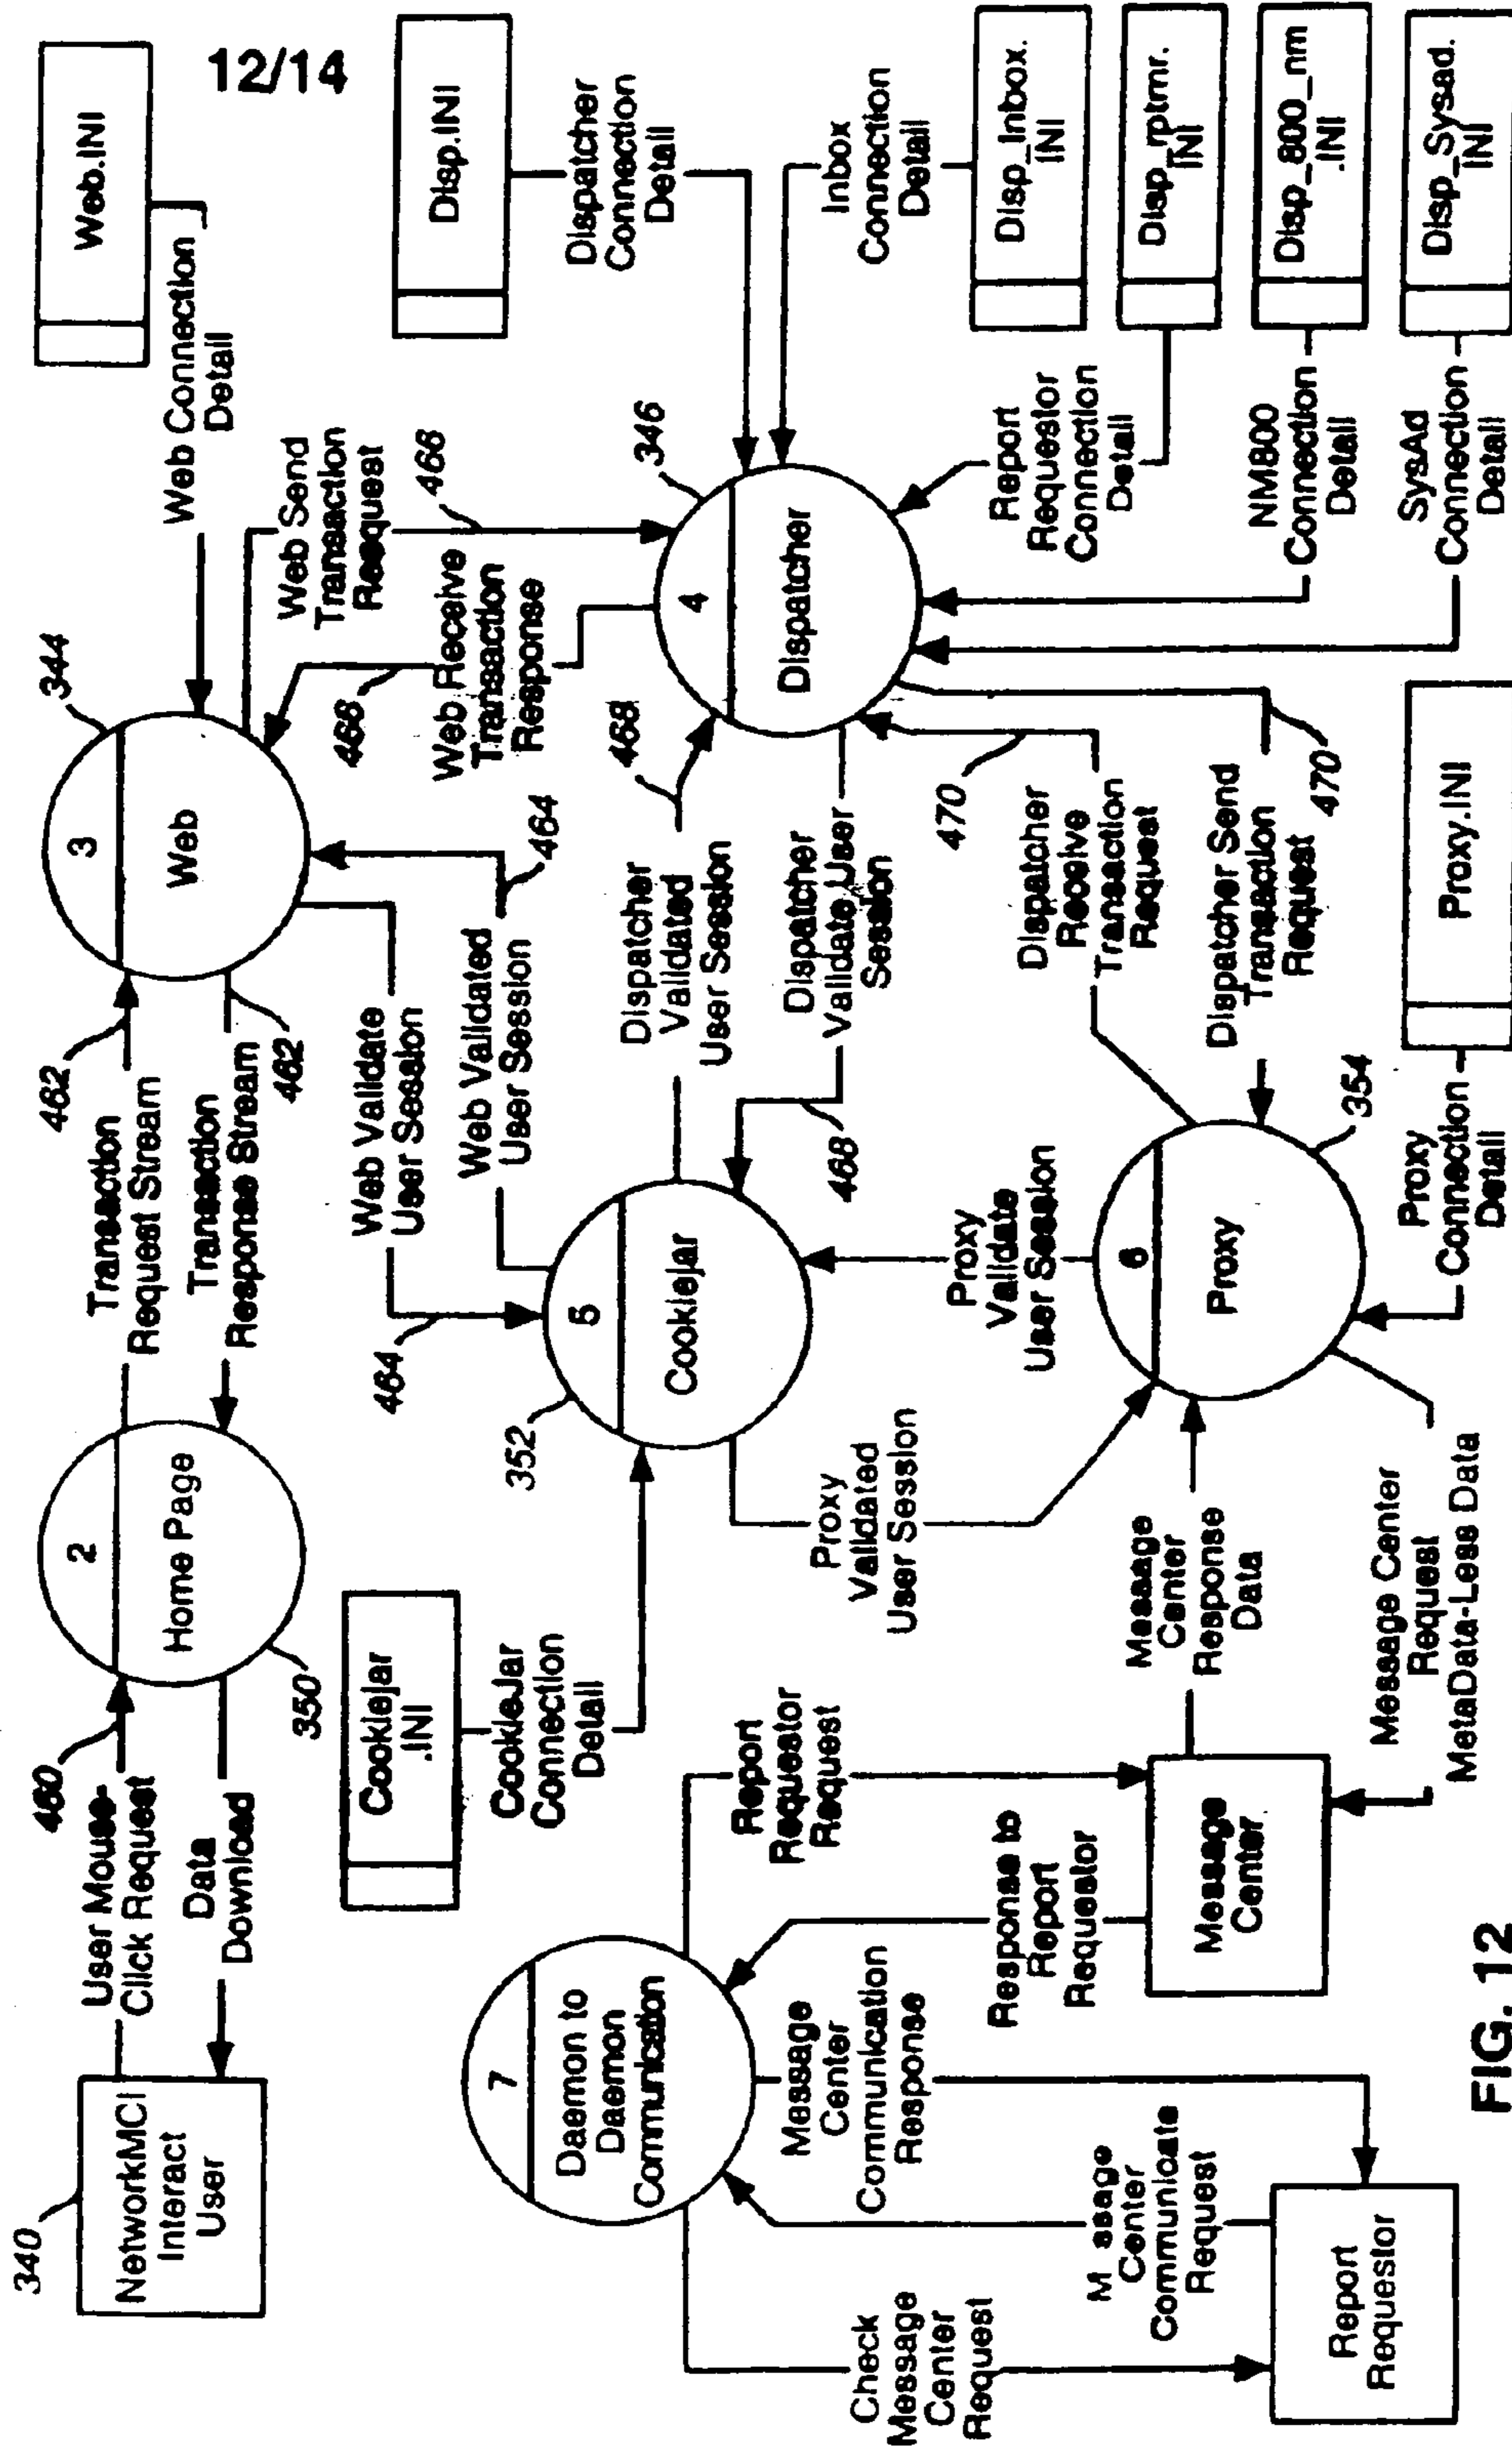 12/14
340
NetworkMCI
Interact
User
460
User Mouse-
Click Request
Data
Download
2
Home Page
350
462
Transaction
Request Stream
Transaction
Response Stream
462
3
Web
344
Web Connection
Detail
Web.INI
Cookiejar
.INI
CookieJar
Connection
Detail
464
Web Validate
User Session
Web Validated
User Session
464
Web Send
Transaction
Request
466
466
Web Receive
Transaction
Response
Disp.INI
Dispatcher
Connection
Detail
352
5
Cookiejar
Dispatcher
Validated
User Session
468
Dispatcher
Validate User
Session
468
4
Dispatcher
346
Inbox
Connection
Detail
Disp_Inbox.
INI
Report
Requestor
Connection
Detail
Disp_rptmr.
INI
NM800
Connection
Detail
Disp_800_nm
.INI
SysAd
Connection
Detail
Disp_Sysad.
INI
7
Daemon to
Daemon
Communication
Report
Requestor
Request
Response to
Report
Requestor
Message
Center
Communication
Response
Check
Message
Center
Request
M ssage
Center
Communicate
Request
Report
Requestor
Message
Center
Message
Center
Response
Data
Message Center
Request
MetaData-Less Data
Proxy
Validated
User Session
Proxy
Validate
User Session
6
Proxy
354
470
Dispatcher
Receive
Transaction
Request
Dispatcher Send
Transaction
Request
470
Proxy
Connection
Detail
Proxy.INI
FIG. 12